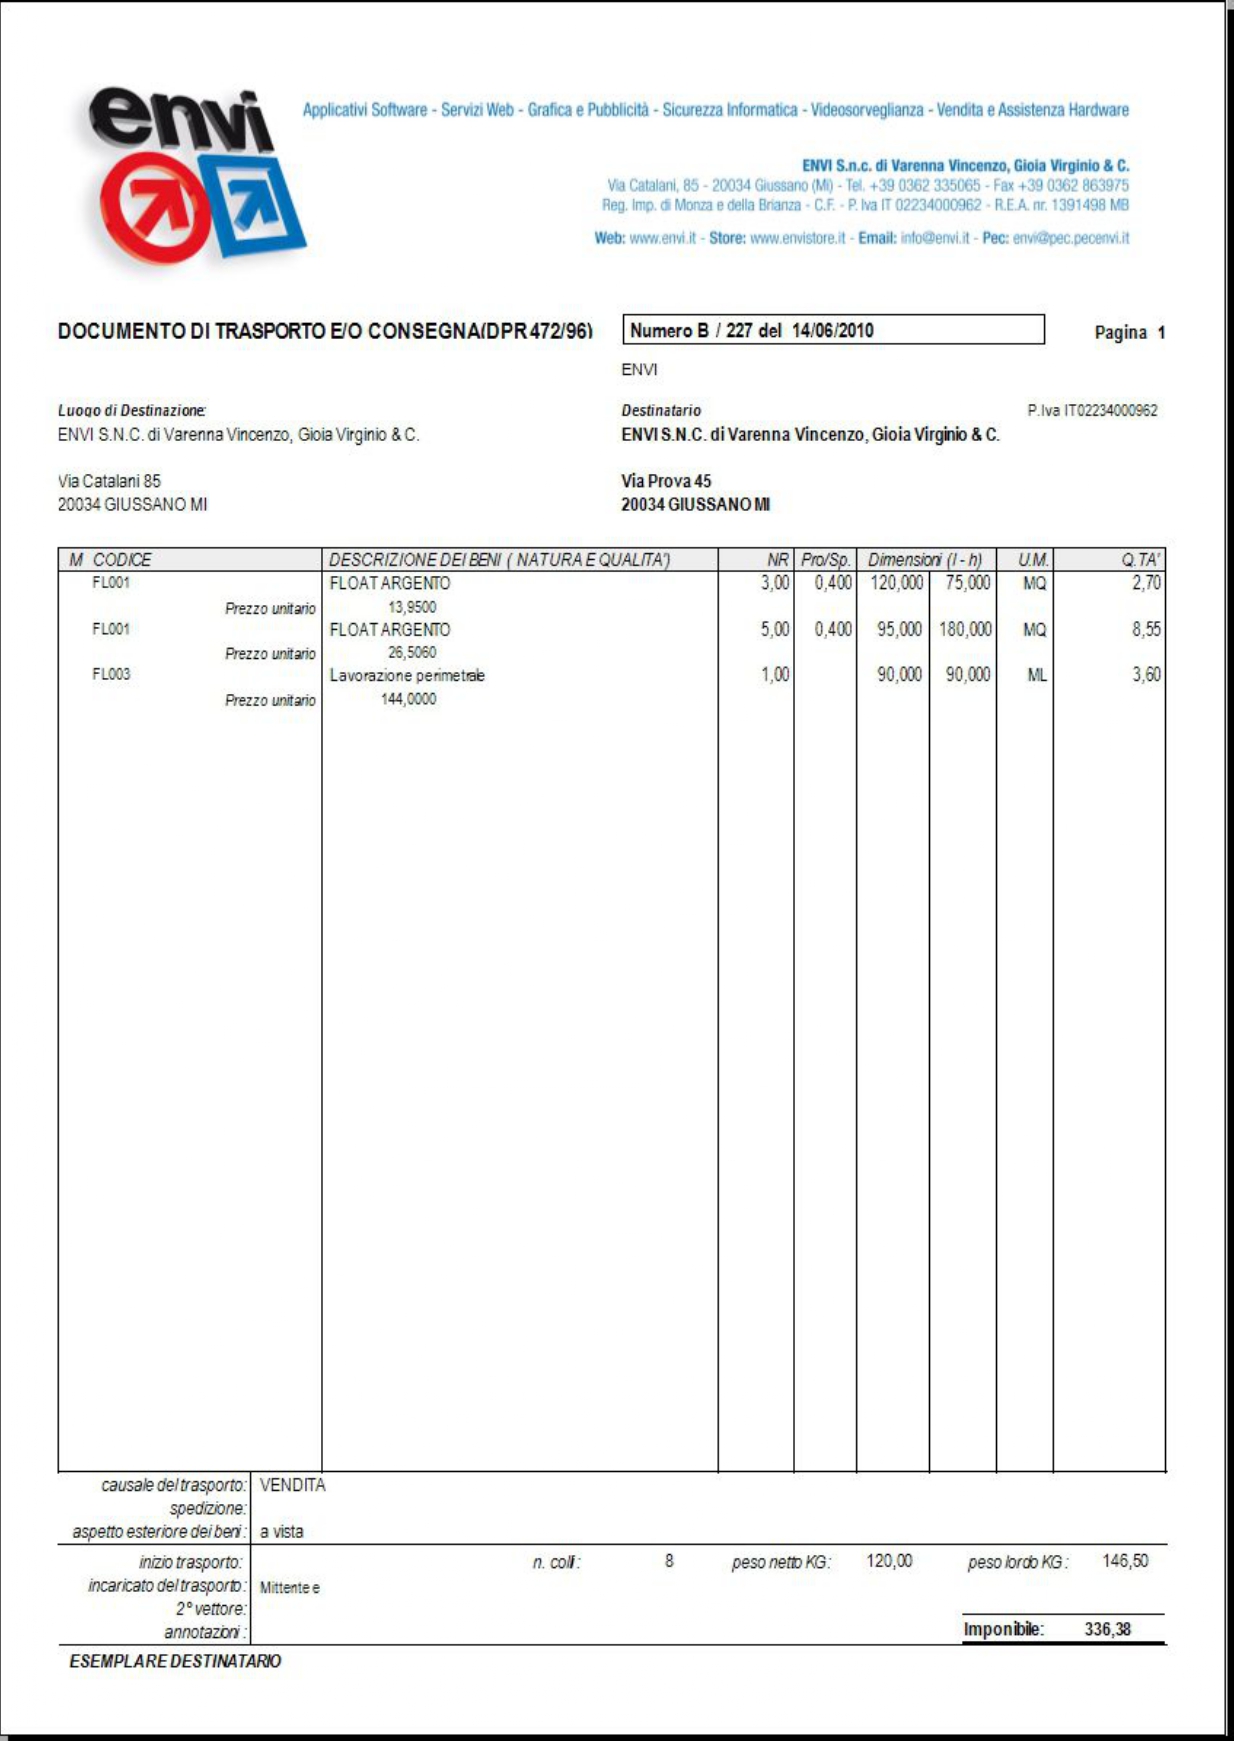 envi
Applicativi Software - Servizi Web - Grafica e Pubblicità - Sicurezza Informatica - Videosorveglianza - Vendita e Assistenza Hardware
ENVI S.n.c. di Varenna Vincenzo, Gioia Virginio & C.
Via Catalani, 85 - 20034 Giussano (MI) - Tel. +39 0362 335065 - Fax +39 0362 863975
Reg. Imp. di Monza e della Brianza - C.F. - P. Iva IT 02234000962 - R.E.A. nr. 1391498 MB
Web: www.envi.it - Store: www.envistore.it - Email: info@envi.it - Pec: envi@pec.pecenvi.it
DOCUMENTO DI TRASPORTO E/O CONSEGNA(DPR 472/96) Numero B / 227 del 14/06/2010 Pagina 1
ENVI
Luogo di Destinazione: Destinatario P.Iva IT02234000962
ENVI S.N.C. di Varenna Vincenzo, Gioia Virginio & C. ENVI S.N.C. di Varenna Vincenzo, Gioia Virginio & C.
Via Catalani 85 Via Prova 45
20034 GIUSSANO MI 20034 GIUSSANO MI
M CODICE DESCRIZIONE DEI BENI ( NATURA E QUALITA') NR Pro/Sp. Dimensioni (l - h) U.M. Q.TA'
FL001 FLOAT ARGENTO 3,00 0,400 120,000 75,000 MQ 2,70
Prezzo unitario 13,9500
FL001 FLOAT ARGENTO 5,00 0,400 95,000 180,000 MQ 8,55
Prezzo unitario 26,5060
FL003 Lavorazione perimetrale 1,00 90,000 90,000 ML 3,60
Prezzo unitario 144,0000
causale del trasporto: VENDITA
spedizione:
aspetto esteriore dei beni : a vista
inizio trasporto: n. colli : 8 peso netto KG: 120,00 peso lordo KG : 146,50
incaricato del trasporto : Mittente e
2° vettore:
annotazioni : Imponibile: 336,38
ESEMPLARE DESTINATARIO